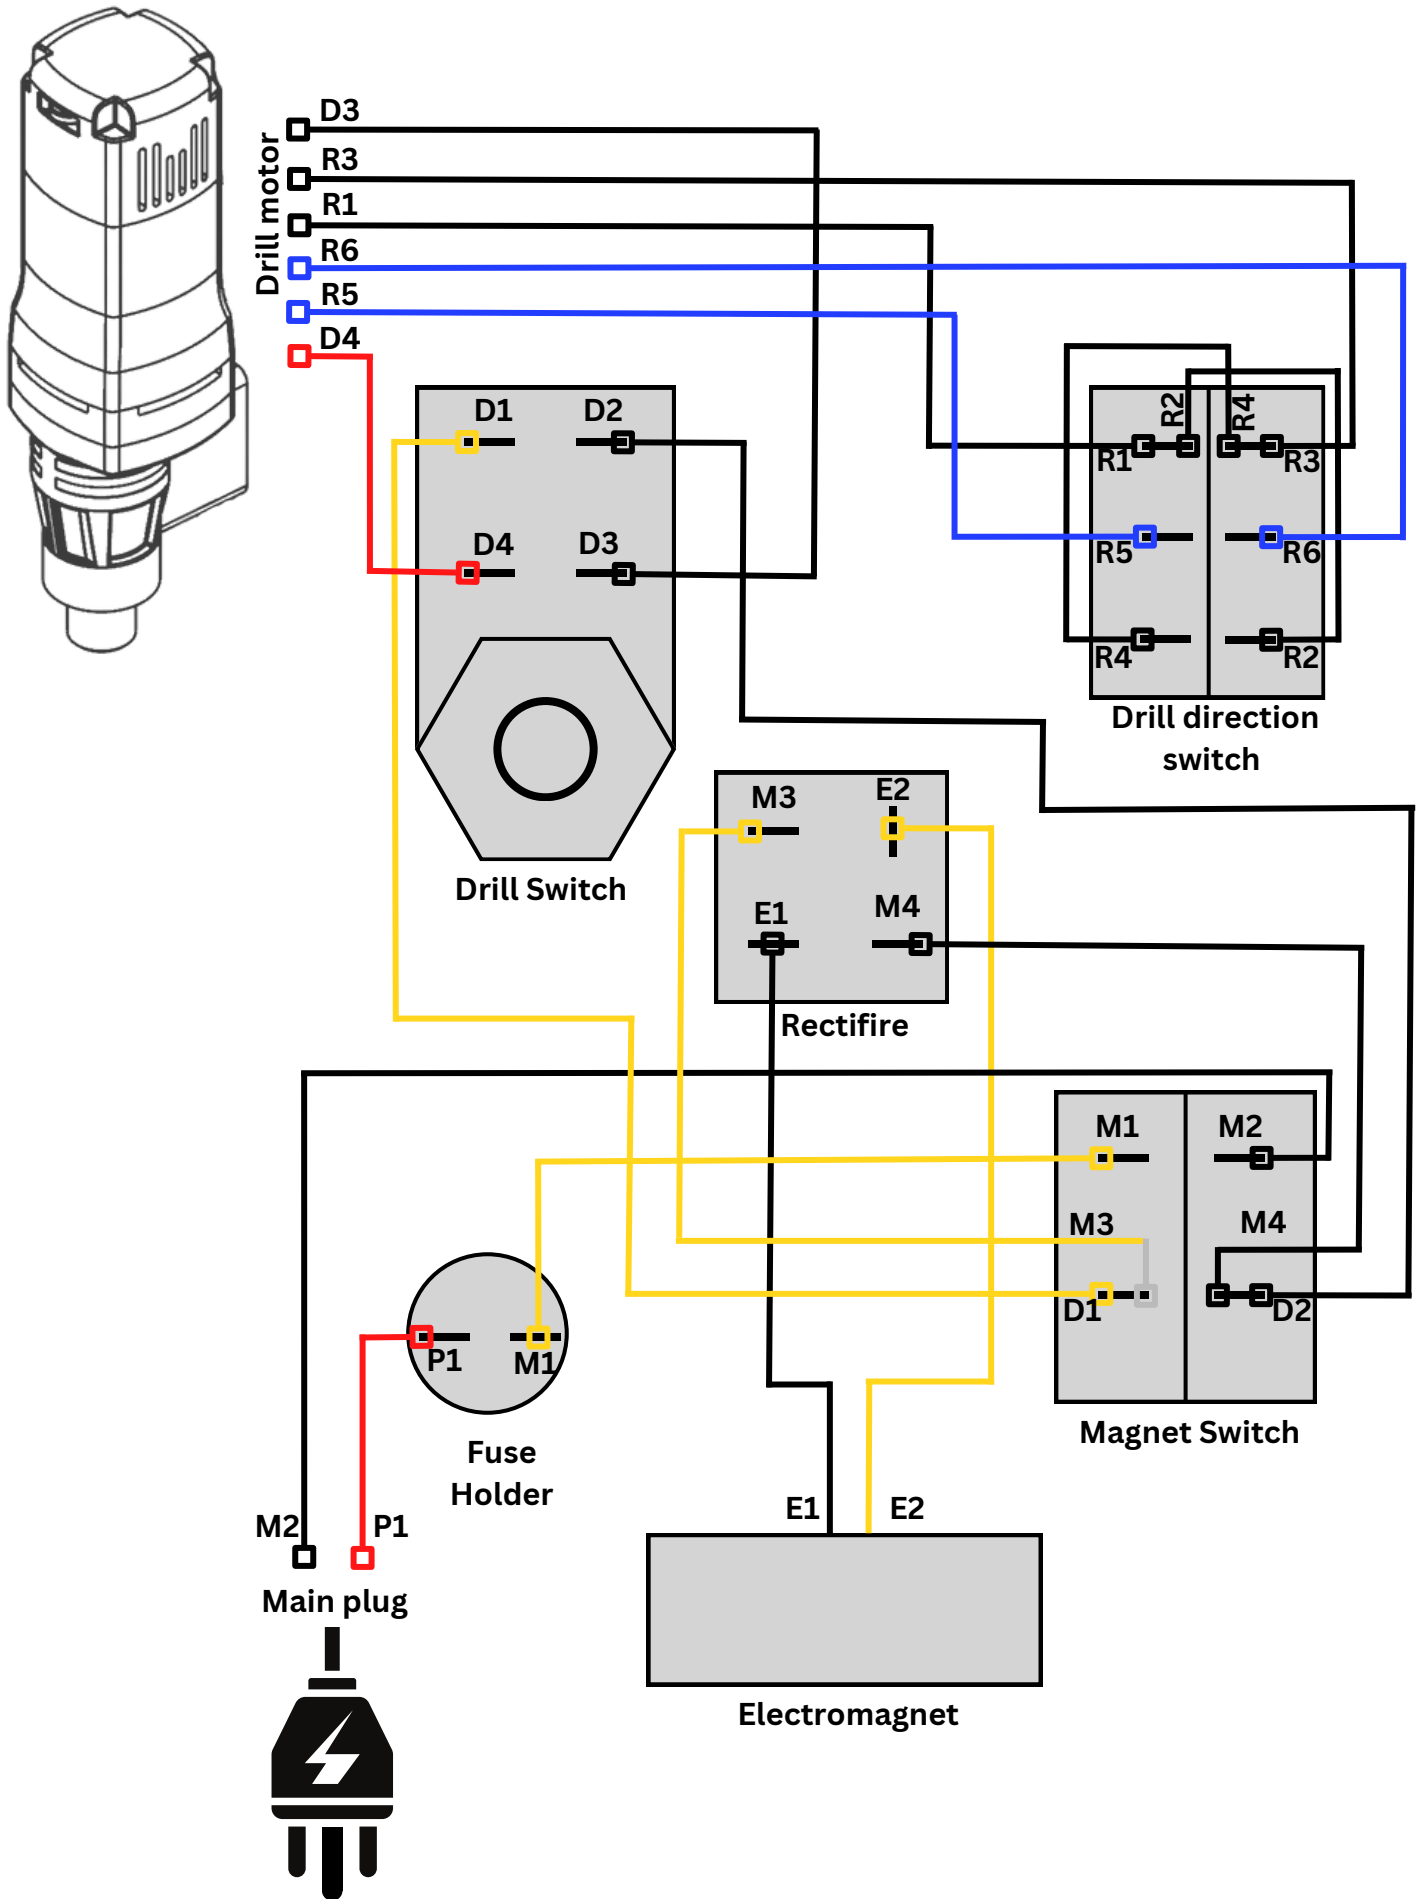 D3
R3
R1
R6
R5
D4
Drill motor
D1
D2
D4
D3
Drill Switch
R2
R4
R1
R3
R5
R6
R4
R2
Drill direction
switch
M3
E2
E1
M4
Rectifire
M1
M2
M3
M4
D1
D2
Magnet Switch
P1
M1
Fuse
Holder
M2
P1
Main plug
E1
E2
Electromagnet